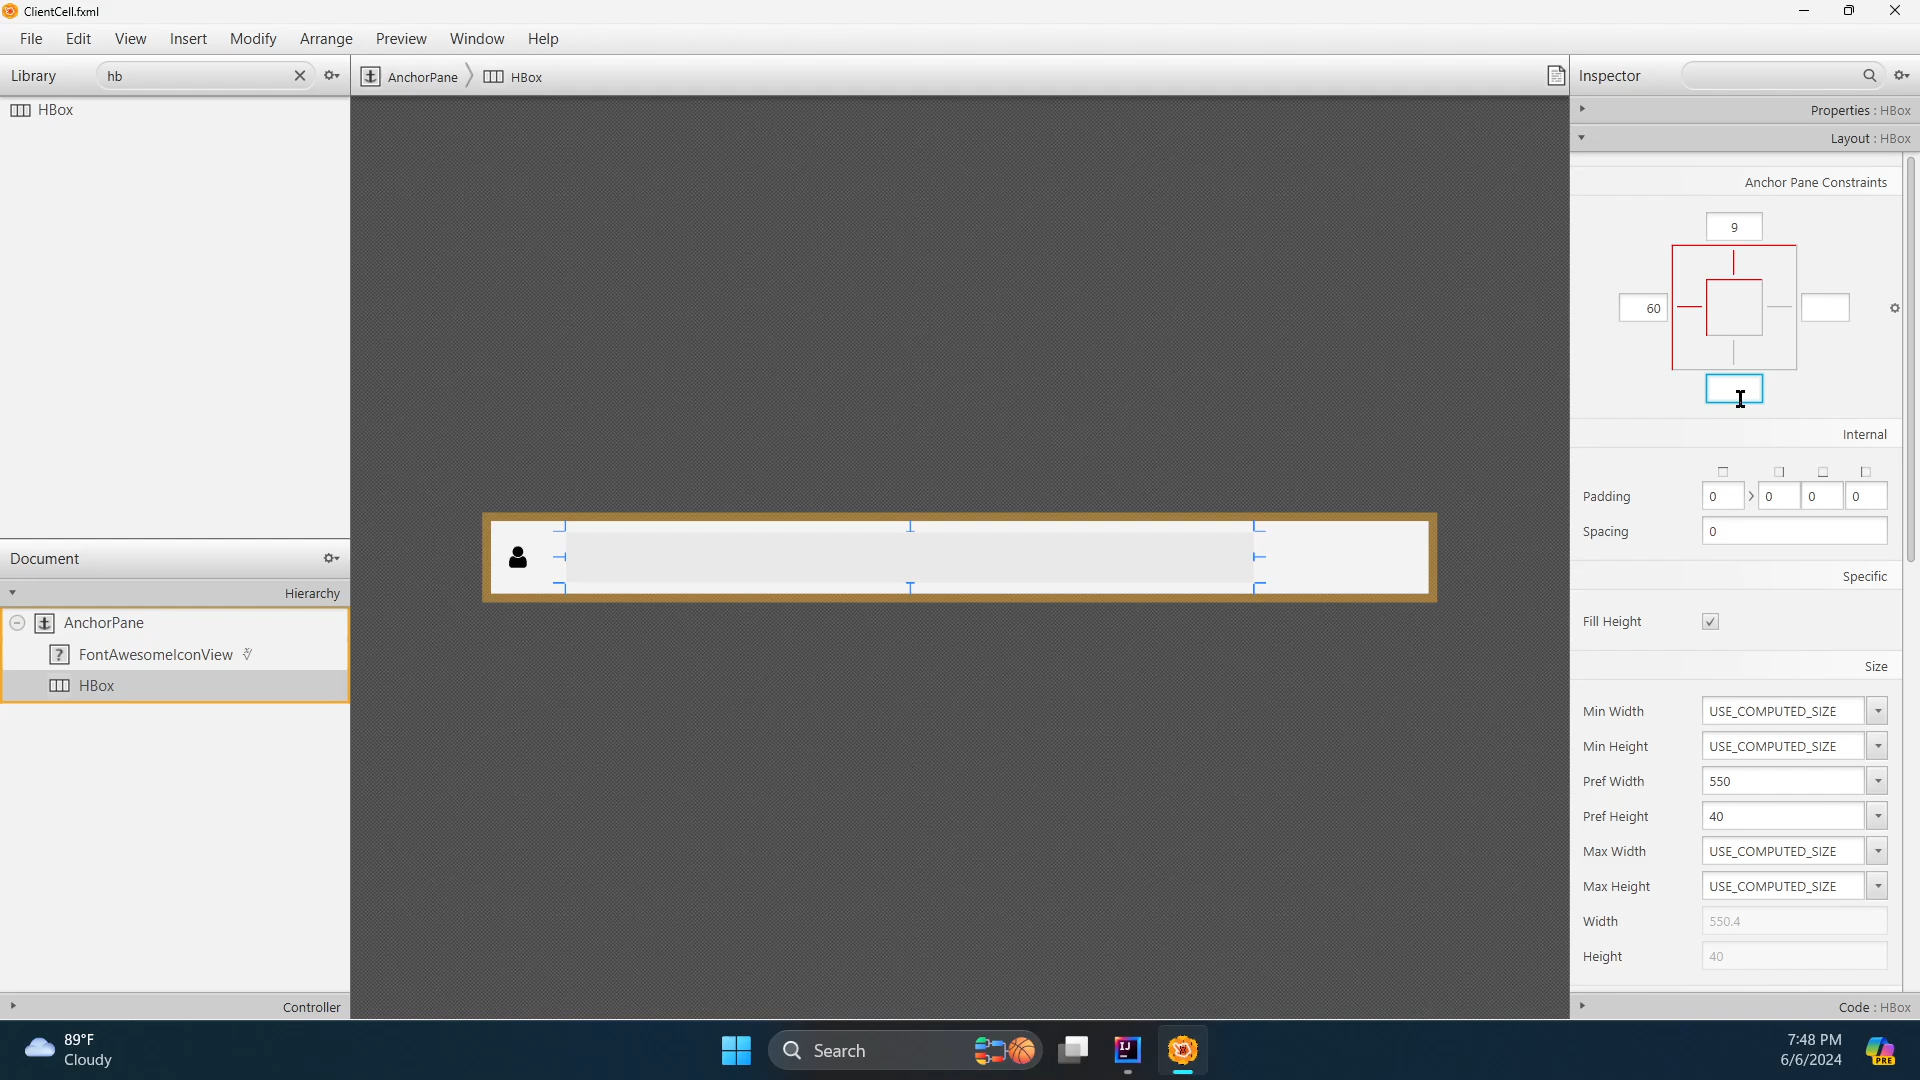 ClientCell.fxml
File Edit View Insert Modify Arrange Preview Window Help
Library hb
AnchorPane HBox
Inspector
HBox
Properties : HBox
Layout : HBox
Anchor Pane Constraints
9
60
Internal
Padding 0 0 0 0
Spacing 0
Specific
Fill Height
Size
Min Width USE_COMPUTED_SIZE
Min Height USE_COMPUTED_SIZE
Pref Width 550
Pref Height 40
Max Width USE_COMPUTED_SIZE
Max Height USE_COMPUTED_SIZE
Width 550.4
Height 40
Code : HBox
Document
Hierarchy
AnchorPane
FontAwesomeIconView
HBox
Controller
89°F
Cloudy
Search
IJ
7:48 PM
6/6/2024
PRE